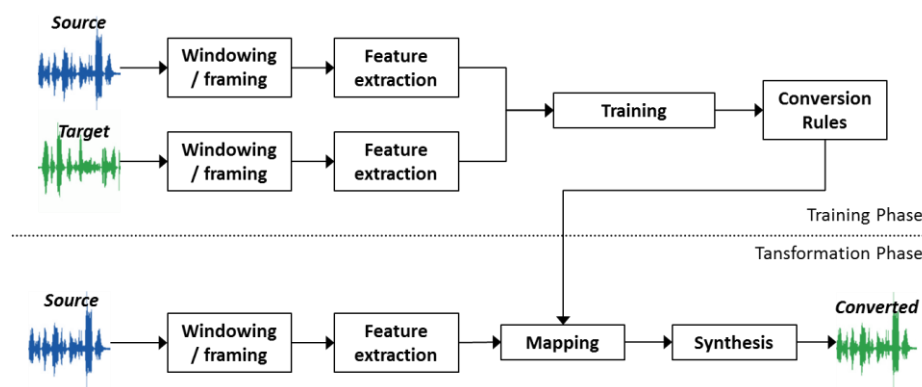 Source
Windowing
/ framing
Feature
extraction
Training
Conversion
Rules
Target
Windowing
/ framing
Feature
extraction
Training Phase
Tansformation Phase
Source
Windowing
/ framing
Feature
extraction
Mapping
Synthesis
Converted